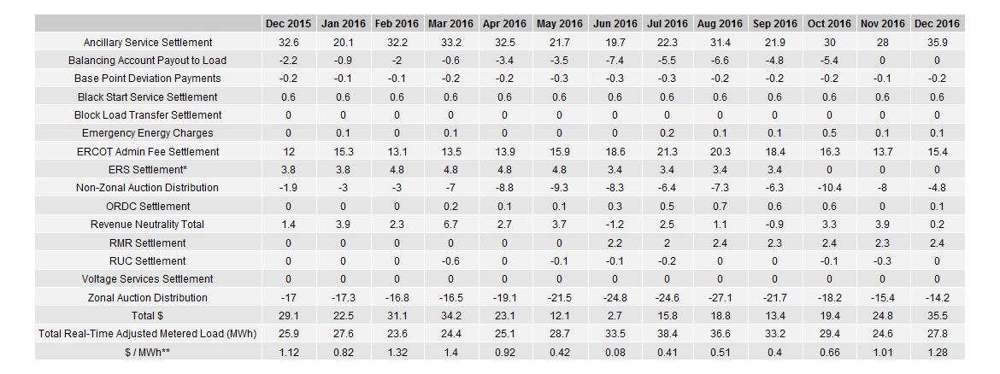 Dec 2015 Jan 2016 Feb 2016 Mar 2016 Apr 2016 May 2016 Jun 2016 Jul 2016 Aug 2016 Sep 2016 Oct 2016 Nov 2016 Dec 2016
Ancillary Service Settlement 32.6 20.1 32.2 33.2 32.5 21.7 19.7 22.3 31.4 21.9 30 28 35.9
Balancing Account Payout to Load -2.2 -0.9 -2 -0.6 -3.4 -3.5 -7.4 -5.5 -6.6 -4.8 -5.4 0 0
Base Point Deviation Payments -0.2 -0.1 -0.1 -0.2 -0.2 -0.3 -0.3 -0.3 -0.2 -0.2 -0.2 -0.1 -0.2
Black Start Service Settlement 0.6 0.6 0.6 0.6 0.6 0.6 0.6 0.6 0.6 0.6 0.6 0.6 0.6
Block Load Transfer Settlement 0 0 0 0 0 0 0 0 0 0 0 0 0
Emergency Energy Charges 0 0.1 0 0.1 0 0 0 0.2 0.1 0.1 0.5 0.1 0.1
ERCOT Admin Fee Settlement 12 15.3 13.1 13.5 13.9 15.9 18.6 21.3 20.3 18.4 16.3 13.7 15.4
ERS Settlement* 3.8 3.8 4.8 4.8 4.8 4.8 3.4 3.4 3.4 3.4 0 0 0
Non-Zonal Auction Distribution -1.9 -3 -3 -7 -8.8 -9.3 -8.3 -6.4 -7.3 -6.3 -10.4 -8 -4.8
ORDC Settlement 0 0 0 0.2 0.1 0.1 0.3 0.5 0.7 0.6 0.6 0 0.1
Revenue Neutrality Total 1.4 3.9 2.3 6.7 2.7 3.7 -1.2 2.5 1.1 -0.9 3.3 3.9 0.2
RMR Settlement 0 0 0 0 0 0 2.2 2 2.4 2.3 2.4 2.3 2.4
RUC Settlement 0 0 0 -0.6 0 -0.1 -0.1 -0.2 0 0 -0.1 -0.3 0
Voltage Services Settlement 0 0 0 0 0 0 0 0 0 0 0 0 0
Zonal Auction Distribution -17 -17.3 -16.8 -16.5 -19.1 -21.5 -24.8 -24.6 -27.1 -21.7 -18.2 -15.4 -14.2
Total $ 29.1 22.5 31.1 34.2 23.1 12.1 2.7 15.8 18.8 13.4 19.4 24.8 35.5
Total Real-Time Adjusted Metered Load (MWh) 25.9 27.6 23.6 24.4 25.1 28.7 33.5 38.4 36.6 33.2 29.4 24.6 27.8
$ / MWh** 1.12 0.82 1.32 1.4 0.92 0.42 0.08 0.41 0.51 0.4 0.66 1.01 1.28